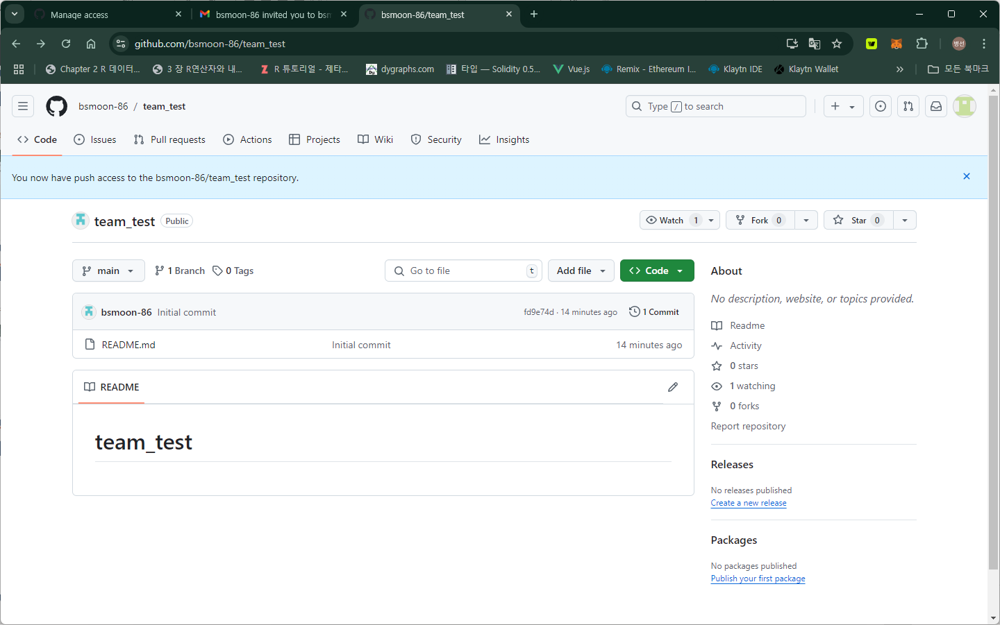 Manage access
bsmoon-86 invited you to bsm
bsmoon-86/team_test
github.com/bsmoon-86/team_test
병선
Chapter 2 R 데이터...
3 장 R연산자와 내...
R 튜토리얼 - 제타...
dygraphs.com
타입 — Solidity 0.5...
Vue.js
Remix - Ethereum I...
Klaytn IDE
Klaytn Wallet
»
모든 북마크
bsmoon-86 / team_test
Type / to search
Code
Issues
Pull requests
Actions
Projects
Wiki
Security
Insights
You now have push access to the bsmoon-86/team_test repository.
team_test Public
Watch 1
Fork 0
Star 0
main
1 Branch
0 Tags
Go to file t
Add file
Code
bsmoon-86 Initial commit
fd9e74d · 14 minutes ago
1 Commit
README.md Initial commit 14 minutes ago
README
team_test
About
No description, website, or topics provided.
Readme
Activity
0 stars
1 watching
0 forks
Report repository
Releases
No releases published
Create a new release
Packages
No packages published
Publish your first package